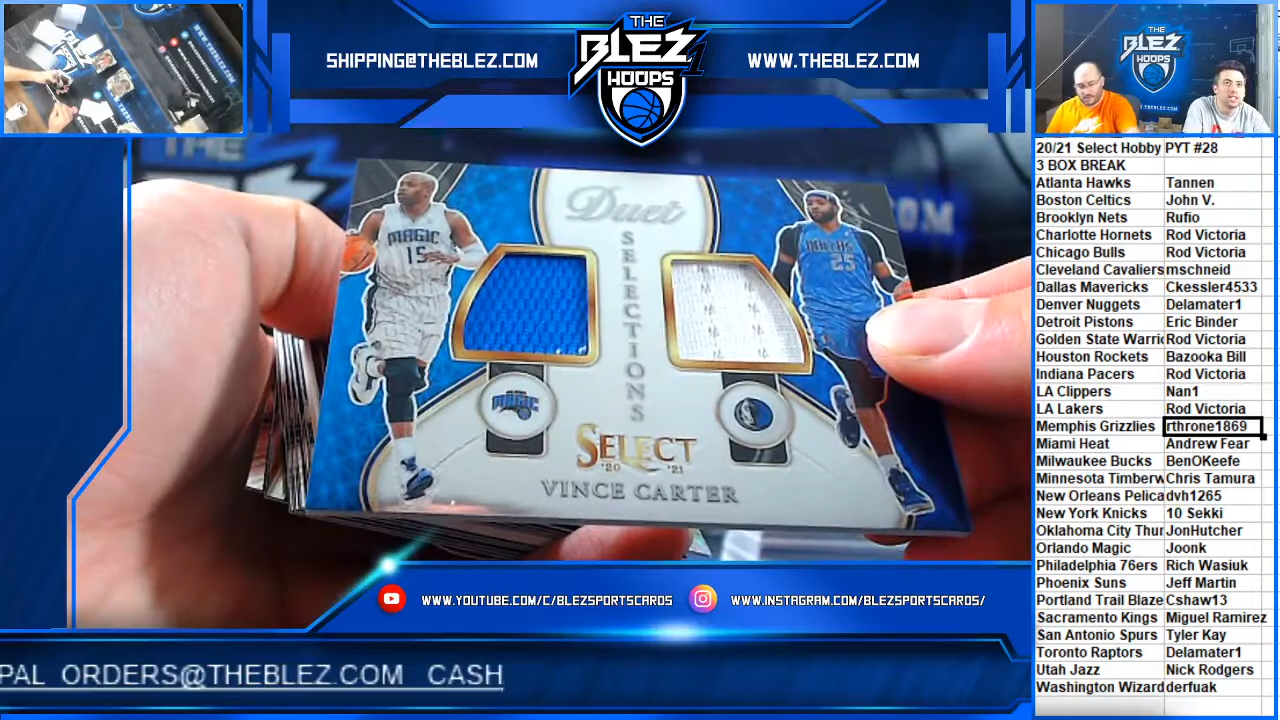 SHIPPING@THEBLEZ.COM
THE
BLEZ
HOOPS
WWW.THEBLEZ.COM
THE
BLEZ
HOOPS
20/21 Select Hobby PYT #28
3 BOX BREAK
Atlanta Hawks Tannen
Boston Celtics John V.
Brooklyn Nets Rufio
Charlotte Hornets Rod Victoria
Chicago Bulls Rod Victoria
Cleveland Cavaliers mschneid
Dallas Mavericks Ckessler4533
Denver Nuggets Delamater1
Detroit Pistons Eric Binder
Golden State Warric Rod Victoria
Houston Rockets Bazooka Bill
Indiana Pacers Rod Victoria
LA Clippers Nan1
LA Lakers Rod Victoria
Memphis Grizzlies rthrone1869
Miami Heat Andrew Fear
Milwaukee Bucks BenOKeefe
Minnesota Timberw Chris Tamura
New Orleans Pelica dvh1265
New York Knicks 10 Sekki
Oklahoma City Thur JonHutcher
Orlando Magic Joonk
Philadelphia 76ers Rich Wasiuk
Phoenix Suns Jeff Martin
Portland Trail Blaze Cshaw13
Sacramento Kings Miguel Ramirez
San Antonio Spurs Tyler Kay
Toronto Raptors Delamater1
Utah Jazz Nick Rodgers
Washington Wizard derfuak
Duet
SELECTIONS
MAGIC
15
DALLAS
25
MAGIC
SELECT
'20 '21
VINCE CARTER
WWW.YOUTUBE.COM/C/BLEZSPORTSCARDS
WWW.INSTAGRAM.COM/BLEZSPORTSCARDS/
PAL ORDERS@THEBLEZ.COM CASH